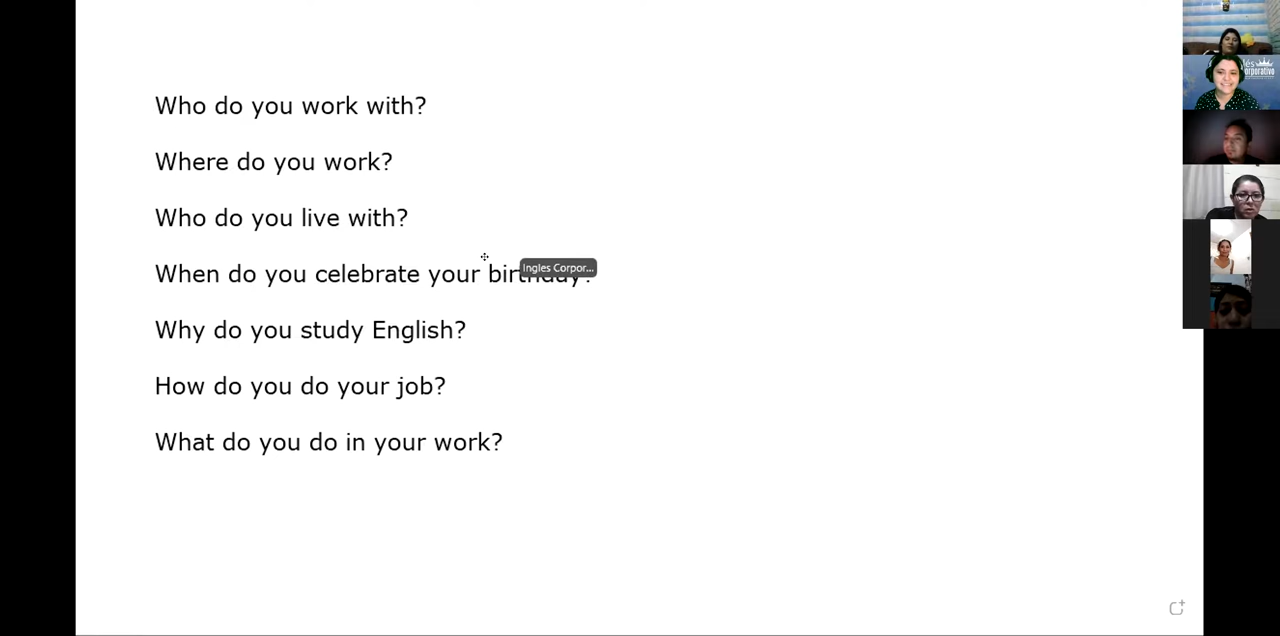 Who do you work with?
Where do you work?
Who do you live with?
When do you celebrate your birthday?
Ingles Corpor...
Why do you study English?
How do you do your job?
What do you do in your work?